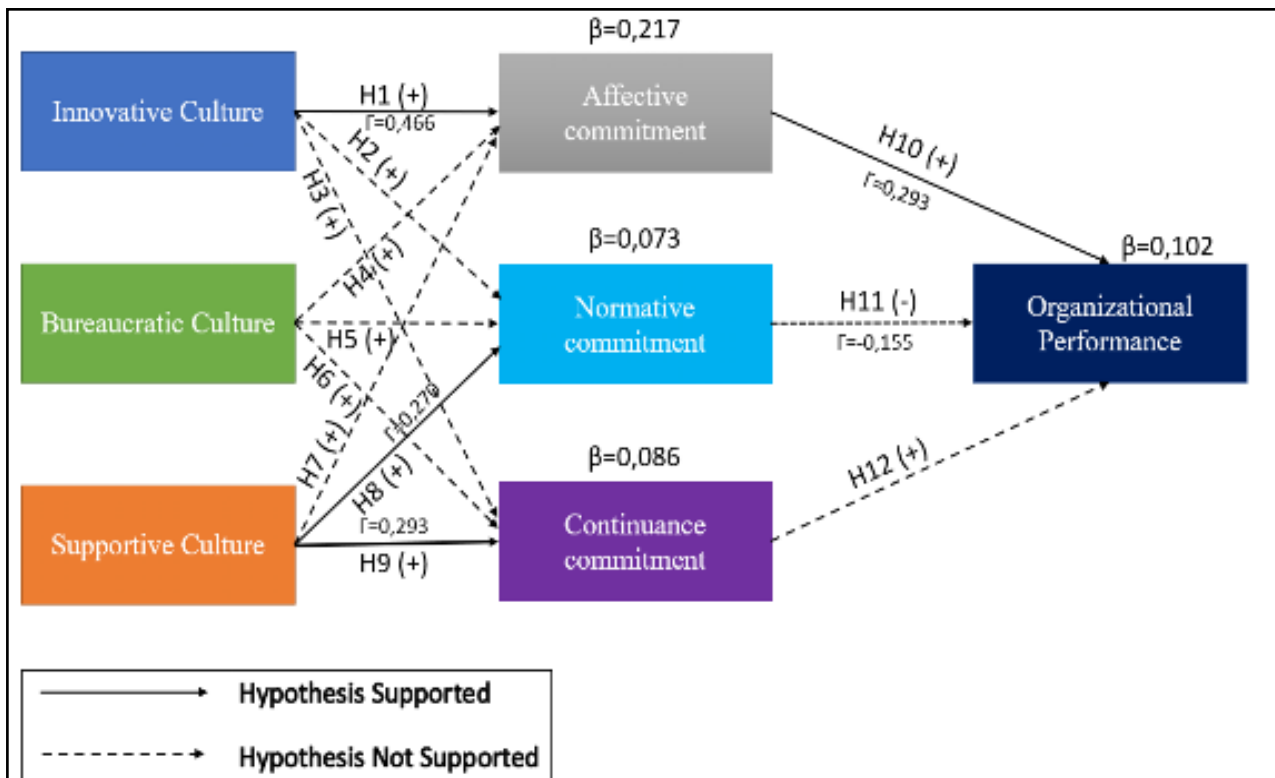 β=0,217
Innovative Culture
H1 (+)
Γ=0,466
Affective
commitment
H2 (+)
H3 (+)
H10 (+)
Γ=0,293
β=0,073
β=0,102
H4 (+)
Bureaucratic Culture
H5 (+)
Normative
commitment
H11 (-)
Γ=-0,155
Organizational
Performance
H6 (+)
Γ=0,279
H7 (+)
H8 (+)
β=0,086
H12 (+)
Supportive Culture
Γ=0,293
H9 (+)
Continuance
commitment
Hypothesis Supported
Hypothesis Not Supported